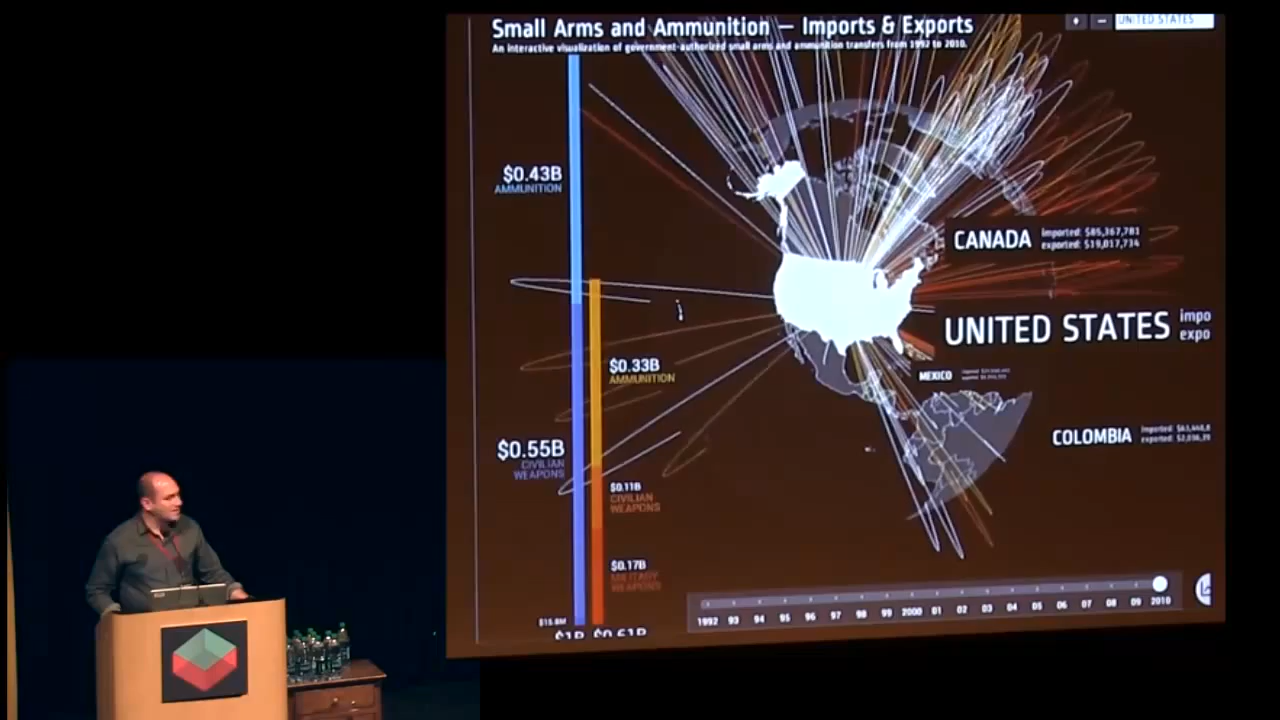 Small Arms and Ammunition — Imports & Exports
An interactive visualization of government-authorized small arms and ammunition transfers from 1992 to 2010.
+ −
UNITED STATES
$0.43B
AMMUNITION
CANADA
imported: $85,367,781
exported: $19,017,734
UNITED STATES
impo
expo
$0.33B
AMMUNITION
MEXICO
COLOMBIA
$0.55B
CIVILIAN
WEAPONS
$0.11B
CIVILIAN
WEAPONS
$0.17B
MILITARY
WEAPONS
$1B $0.61B
1992 93 94 95 96 97 98 99 2000 01 02 03 04 05 06 07 08 09 2010